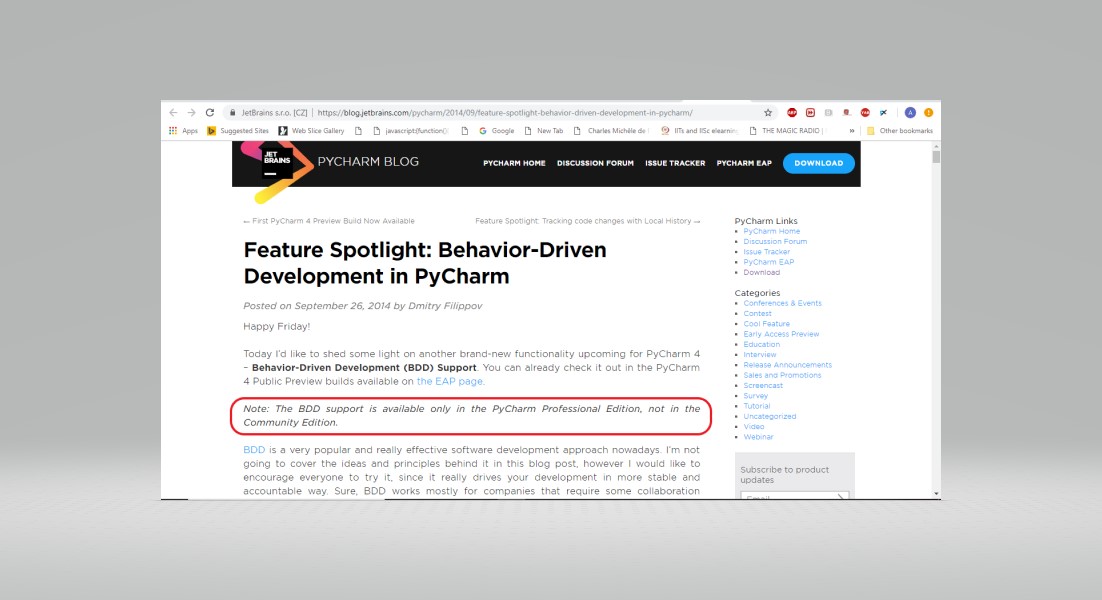 JetBrains s.r.o. [CZ] | https://blog.jetbrains.com/pycharm/2014/09/feature-spotlight-behavior-driven-development-in-pycharm/
Apps Suggested Sites Web Slice Gallery javascript:(function() Google New Tab Charles Michèle de IITs and IISc elearning THE MAGIC RADIO | » Other bookmarks
JET BRAINS PYCHARM BLOG PYCHARM HOME DISCUSSION FORUM ISSUE TRACKER PYCHARM EAP DOWNLOAD
← First PyCharm 4 Preview Build Now Available Feature Spotlight: Tracking code changes with Local History →
Feature Spotlight: Behavior-Driven
Development in PyCharm
Posted on September 26, 2014 by Dmitry Filippov
Happy Friday!
Today I'd like to shed some light on another brand-new functionality upcoming for PyCharm 4
– Behavior-Driven Development (BDD) Support. You can already check it out in the PyCharm
4 Public Preview builds available on the EAP page.
Note: The BDD support is available only in the PyCharm Professional Edition, not in the
Community Edition.
BDD is a very popular and really effective software development approach nowadays. I'm not
going to cover the ideas and principles behind it in this blog post, however I would like to
encourage everyone to try it, since it really drives your development in more stable and
accountable way. Sure, BDD works mostly for companies that require some collaboration
PyCharm Links
PyCharm Home
Discussion Forum
Issue Tracker
PyCharm EAP
Download
Categories
Conferences & Events
Contest
Cool Feature
Early Access Preview
Education
Interview
Release Announcements
Sales and Promotions
Screencast
Survey
Tutorial
Uncategorized
Video
Webinar
Subscribe to product
updates
Email